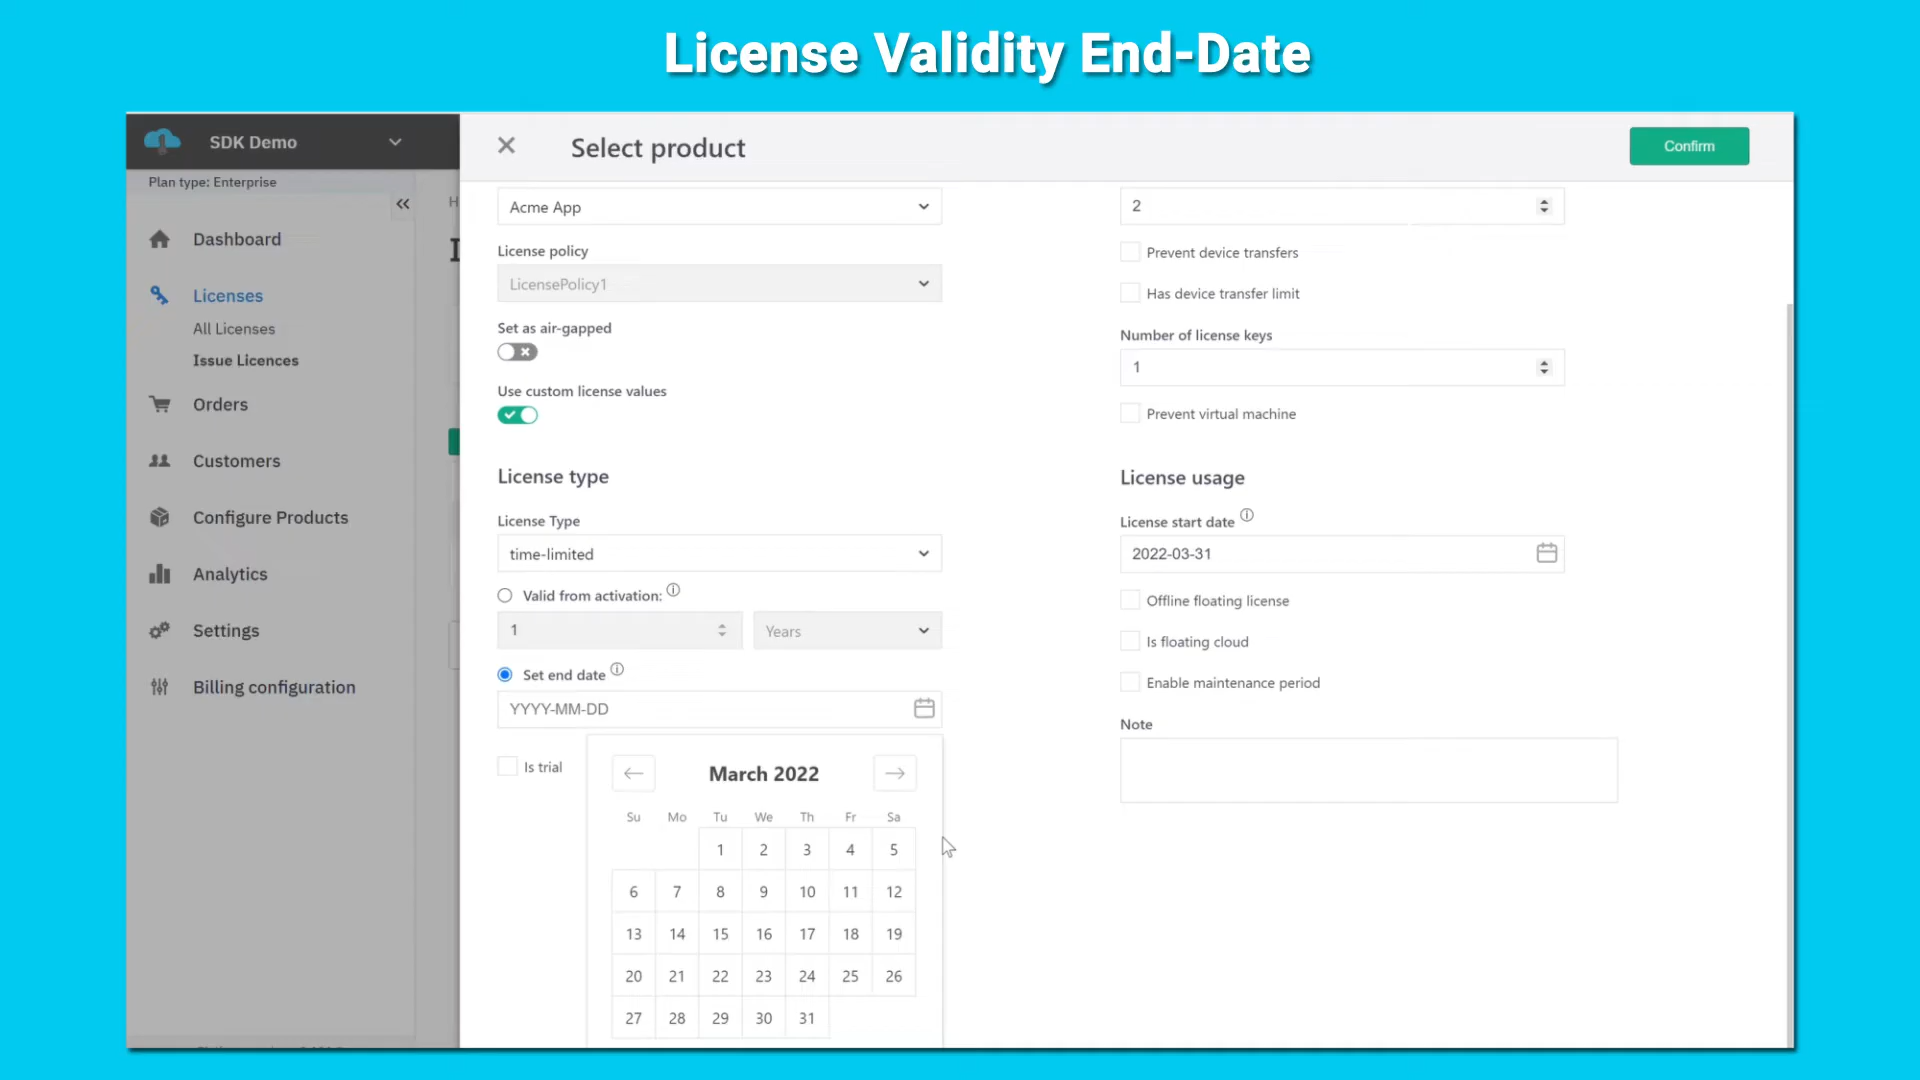 License Validity End-Date
SDK Demo
Plan type: Enterprise
Dashboard
Licenses
All Licenses
Issue Licences
Orders
Customers
Configure Products
Analytics
Settings
Billing configuration
Select product
Confirm
Acme App
License policy
LicensePolicy1
Set as air-gapped
Use custom license values
License type
License Type
time-limited
Valid from activation:
1
Years
Set end date
YYYY-MM-DD
Is trial
March 2022
Su Mo Tu We Th Fr Sa
1 2 3 4 5
6 7 8 9 10 11 12
13 14 15 16 17 18 19
20 21 22 23 24 25 26
27 28 29 30 31
2
Prevent device transfers
Has device transfer limit
Number of license keys
1
Prevent virtual machine
License usage
License start date
2022-03-31
Offline floating license
Is floating cloud
Enable maintenance period
Note